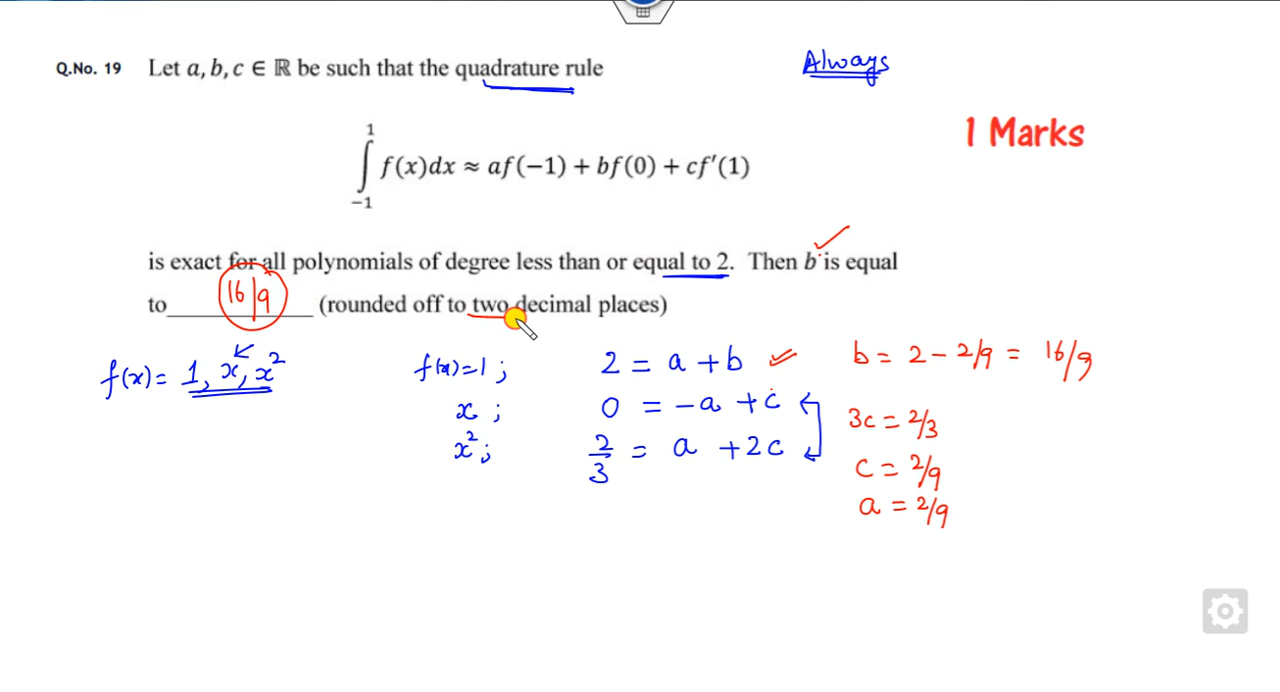 Q.No. 19 Let a, b, c ∈ ℝ be such that the quadrature rule
Always
1 Marks
∫₋₁¹ f(x)dx ≈ af(−1) + bf(0) + cf′(1)
is exact for all polynomials of degree less than or equal to 2. Then b is equal
to 16/9 (rounded off to two decimal places)
f(x) = 1, x, x²
f(x)=1 ; 2 = a + b
x ; 0 = −a + c
x² ; 2/3 = a + 2c
b = 2 − 2/9 = 16/9
3c = 2/3
c = 2/9
a = 2/9